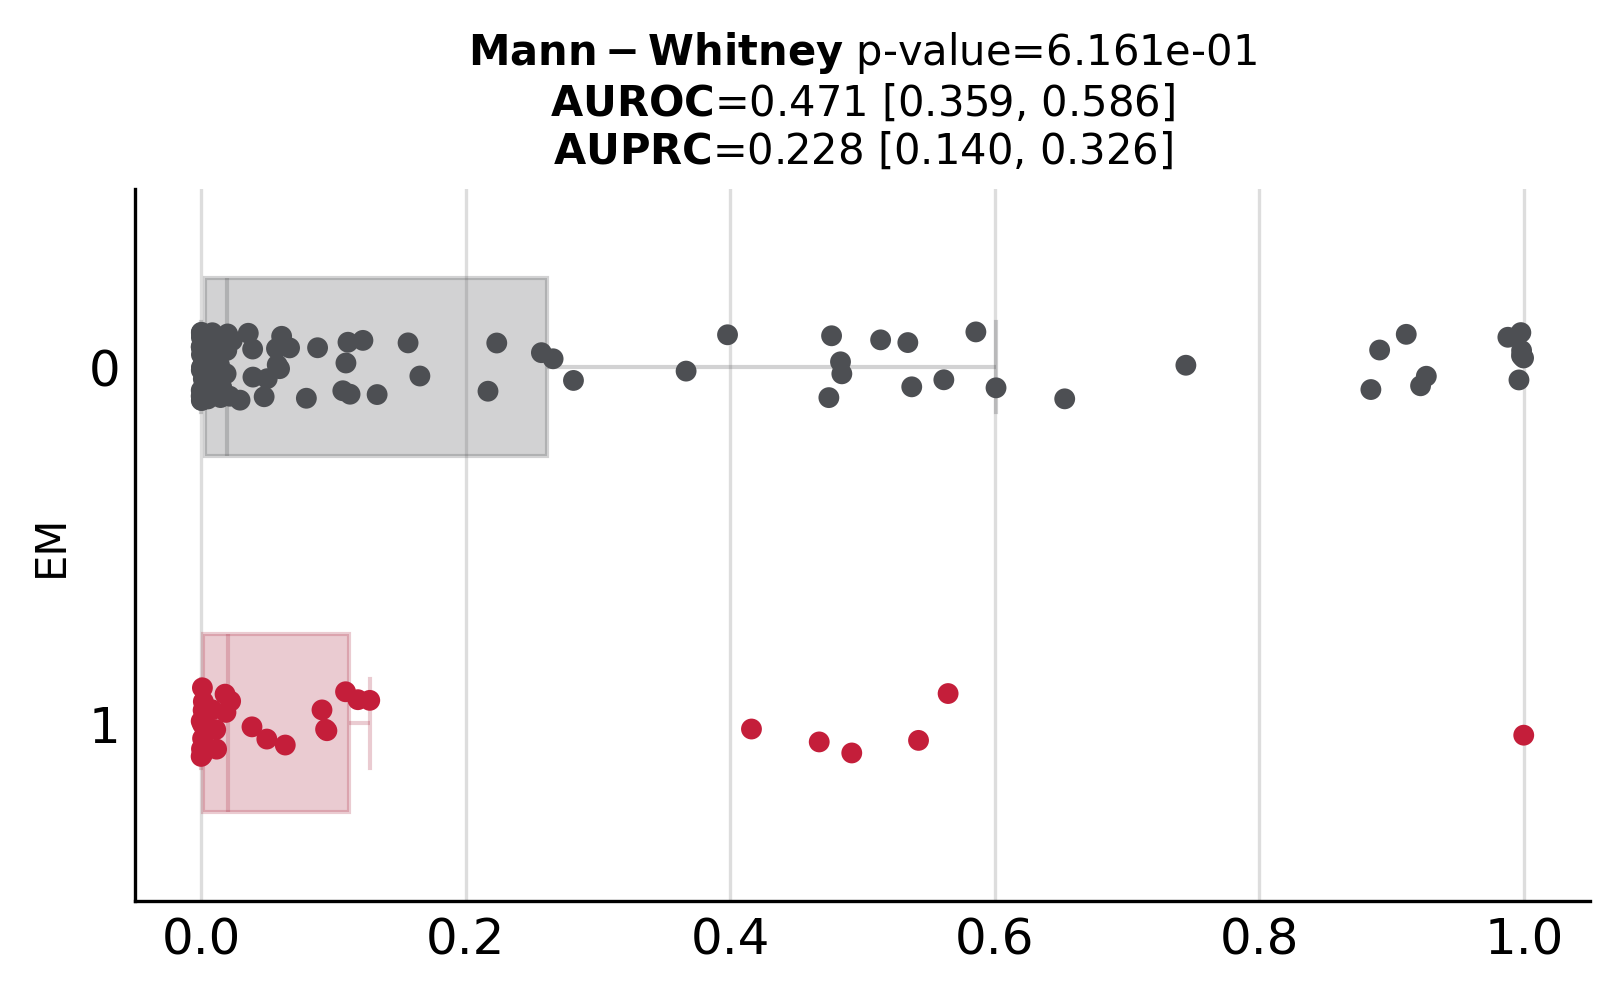 Mann − Whitney p-value=6.161e-01
AUROC=0.471 [0.359, 0.586]
AUPRC=0.228 [0.140, 0.326]
0
EM
1
0.0 0.2 0.4 0.6 0.8 1.0